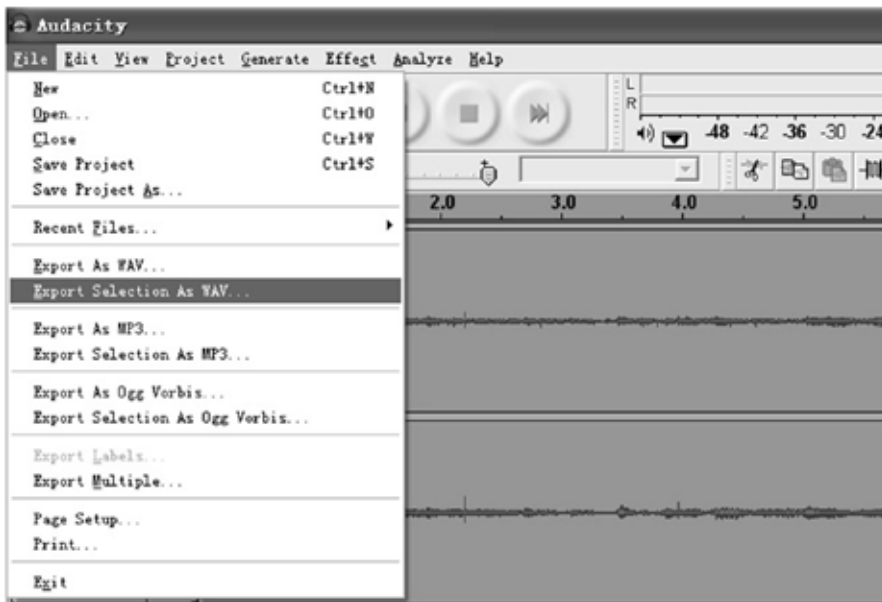 Audacity
File Edit View Project Generate Effect Analyze Help
New Ctrl+N
Open... Ctrl+O
Close Ctrl+W
Save Project Ctrl+S
Save Project As...
Recent Files...
Export As WAV...
Export Selection As WAV...
Export As MP3...
Export Selection As MP3...
Export As Ogg Vorbis...
Export Selection As Ogg Vorbis...
Export Labels...
Export Multiple...
Page Setup...
Print...
Exit
L
R
-48 -42 -36 -30 -24
2.0 3.0 4.0 5.0